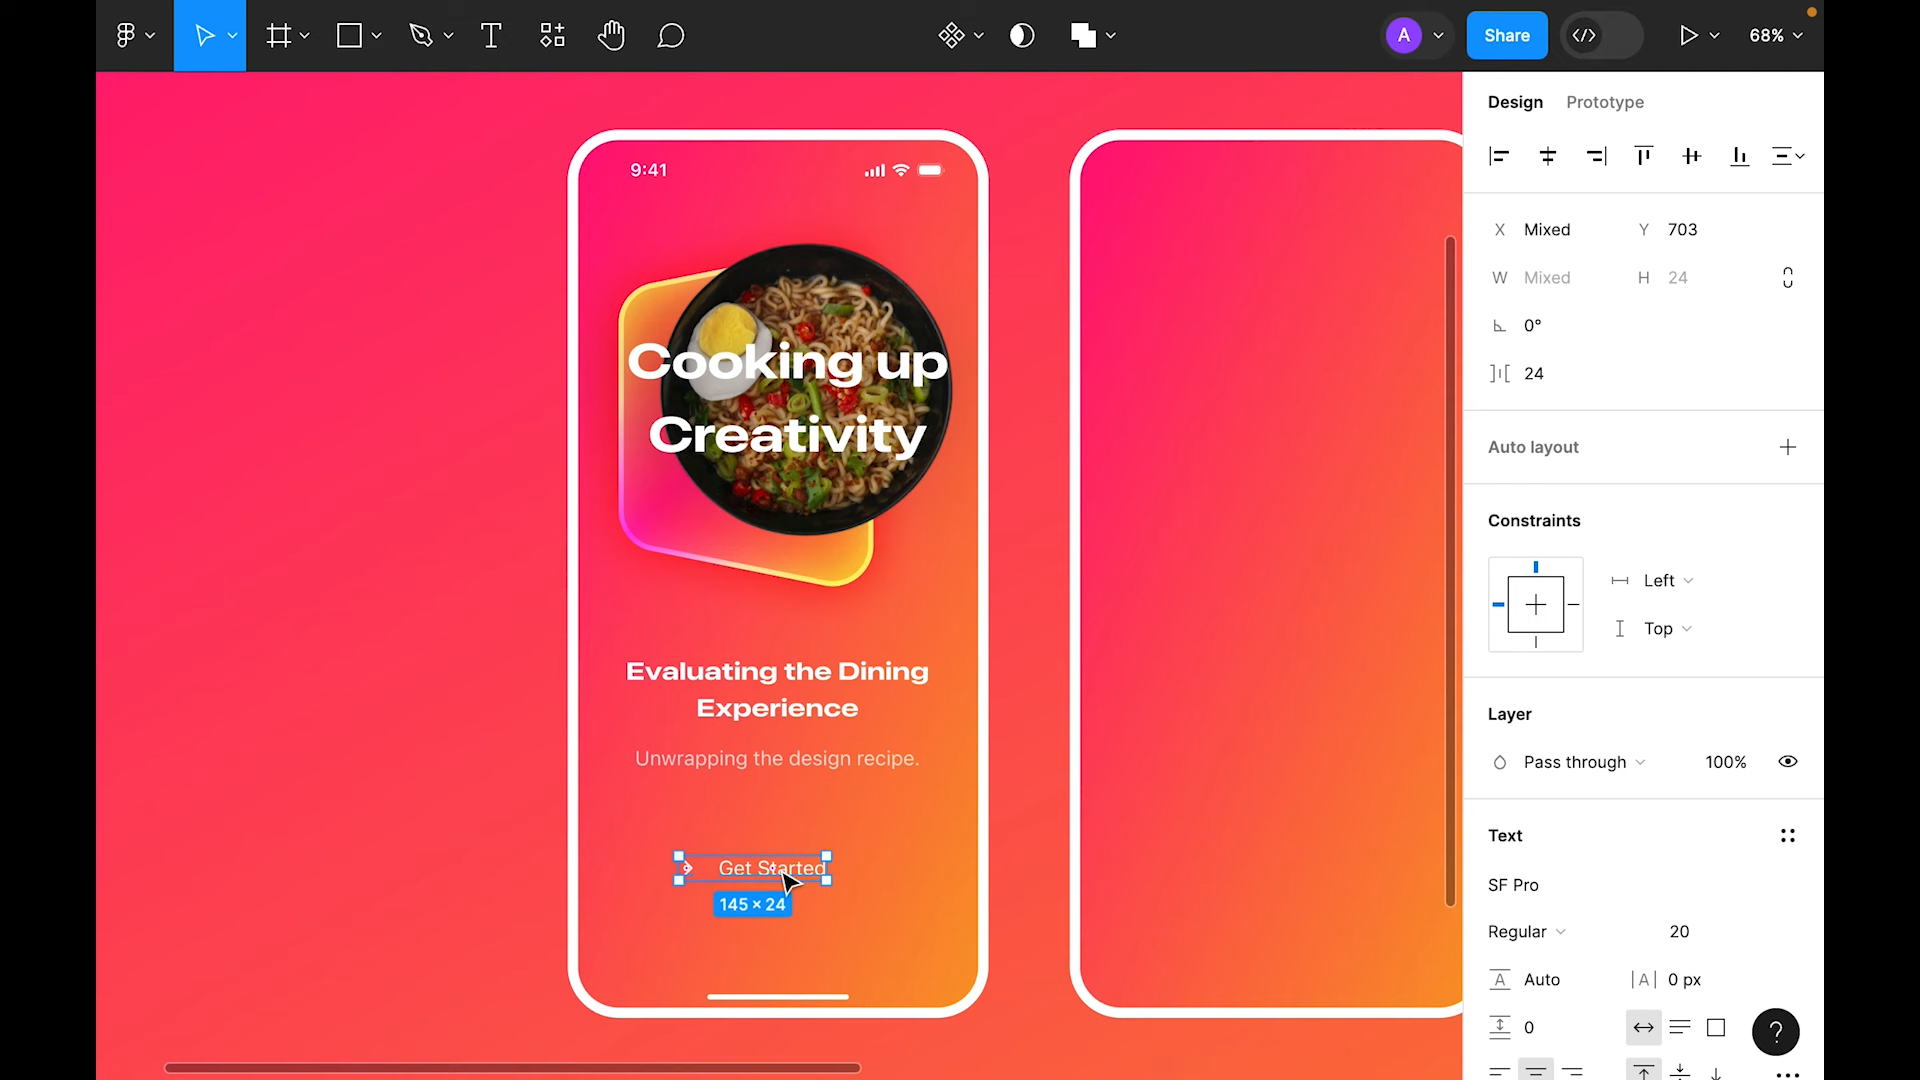 A
Share
68%
Design
Prototype
9:41
X Mixed Y 703
W Mixed H 24
0°
24
Auto layout
Constraints
Left
Top
Layer
Pass through 100%
Text
SF Pro
Regular 20
A Auto |A| 0 px
0
?
Cooking up
Creativity
Evaluating the Dining
Experience
Unwrapping the design recipe.
Get Started
145 × 24